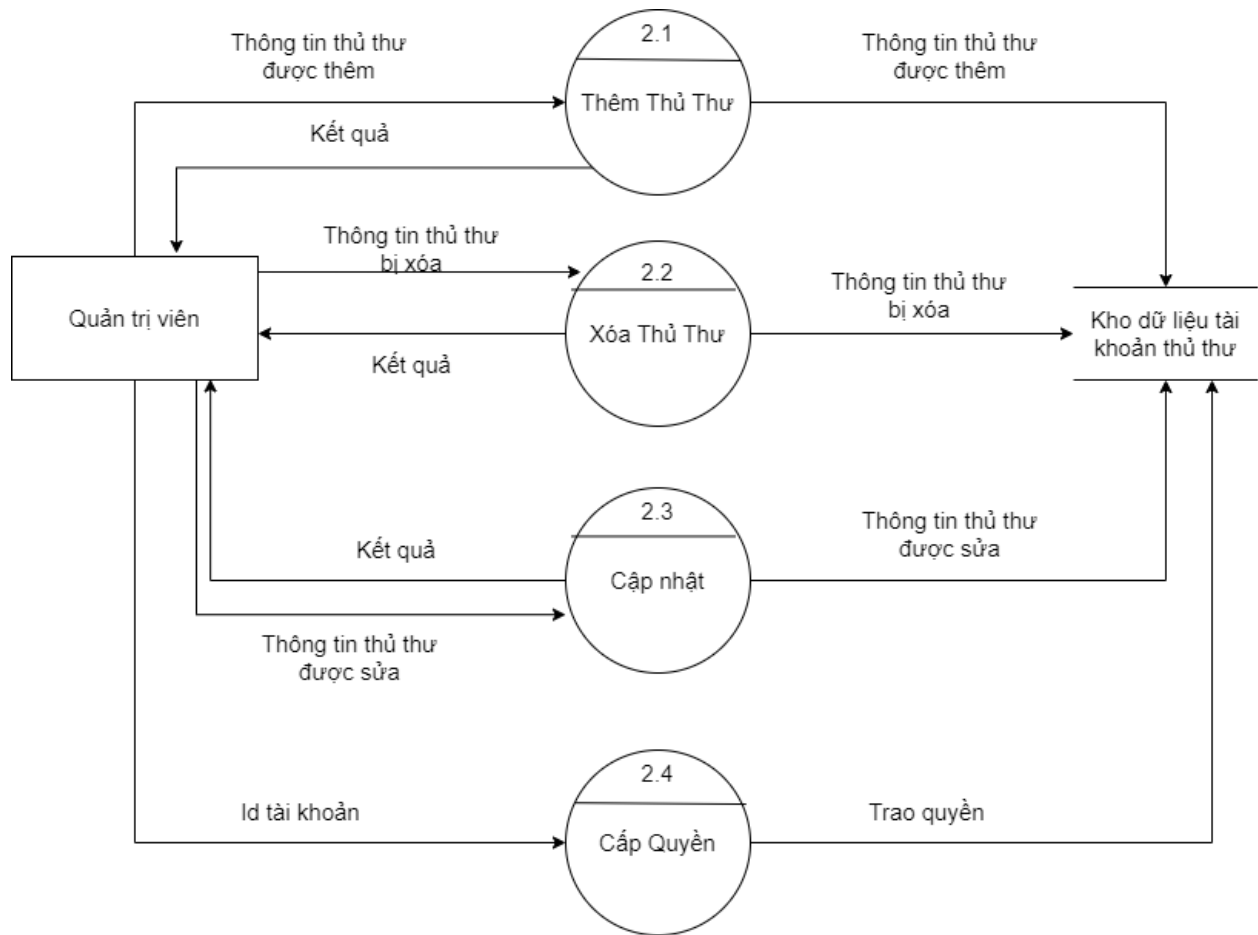 2.1
Thông tin thủ thư
được thêm
Thông tin thủ thư
được thêm
Thêm Thủ Thư
Kết quả
Thông tin thủ thư
bị xóa
2.2
Thông tin thủ thư
bị xóa
Quản trị viên
Xóa Thủ Thư
Kho dữ liệu tài
khoản thủ thư
Kết quả
2.3
Thông tin thủ thư
được sửa
Kết quả
Cập nhật
Thông tin thủ thư
được sửa
2.4
Id tài khoản
Trao quyền
Cấp Quyền